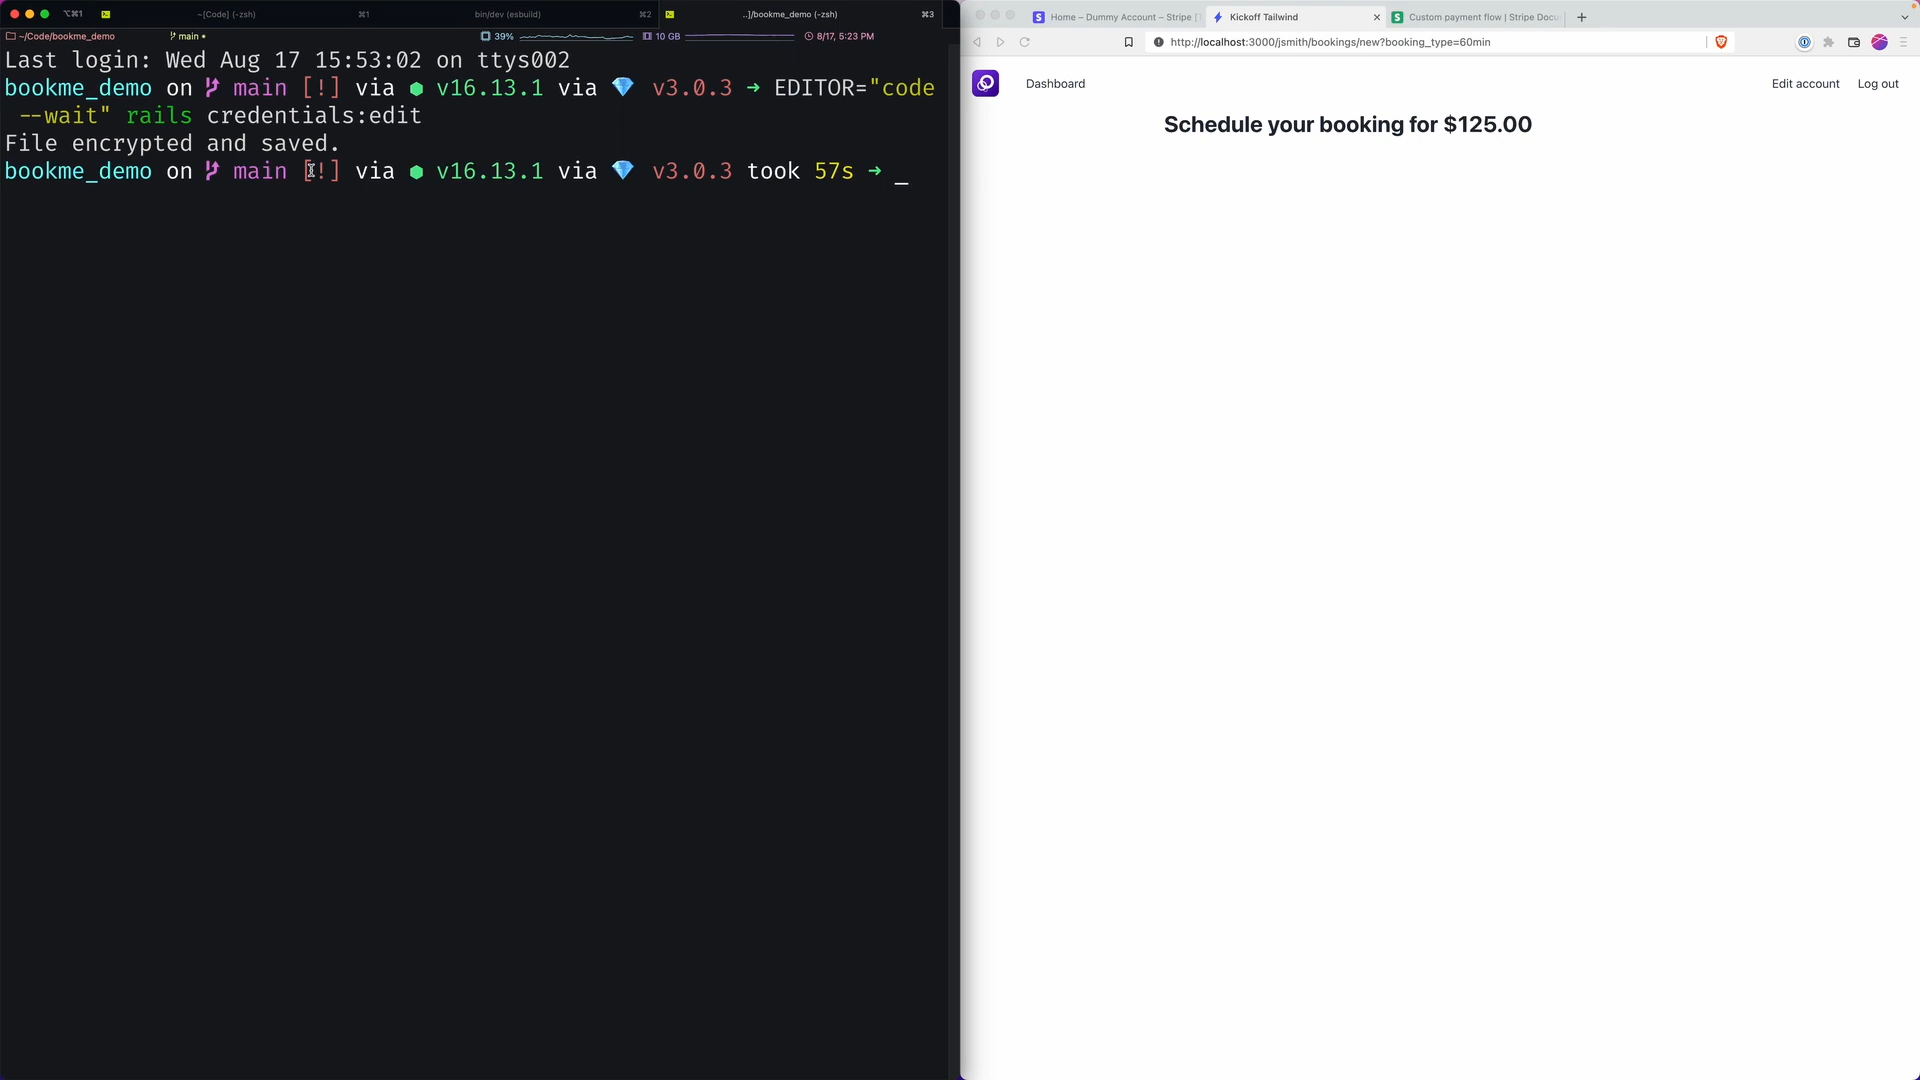 ⌥⌘1
~[Code] (-zsh)
⌘1
bin/dev (esbuild)
⌘2
..]/bookme_demo (-zsh)
⌘3
~/Code/bookme_demo
main •
39%
10 GB
8/17, 5:23 PM
Last login: Wed Aug 17 15:53:02 on ttys002
bookme_demo on main [!] via ⬢ v16.13.1 via 💎 v3.0.3 ➜ EDITOR="code
--wait" rails credentials:edit
File encrypted and saved.
bookme_demo on main [!] via ⬢ v16.13.1 via 💎 v3.0.3 took 57s ➜ _
Home – Dummy Account – Stripe [
Kickoff Tailwind
Custom payment flow | Stripe Docu
http://localhost:3000/jsmith/bookings/new?booking_type=60min
Dashboard
Edit account
Log out
Schedule your booking for $125.00